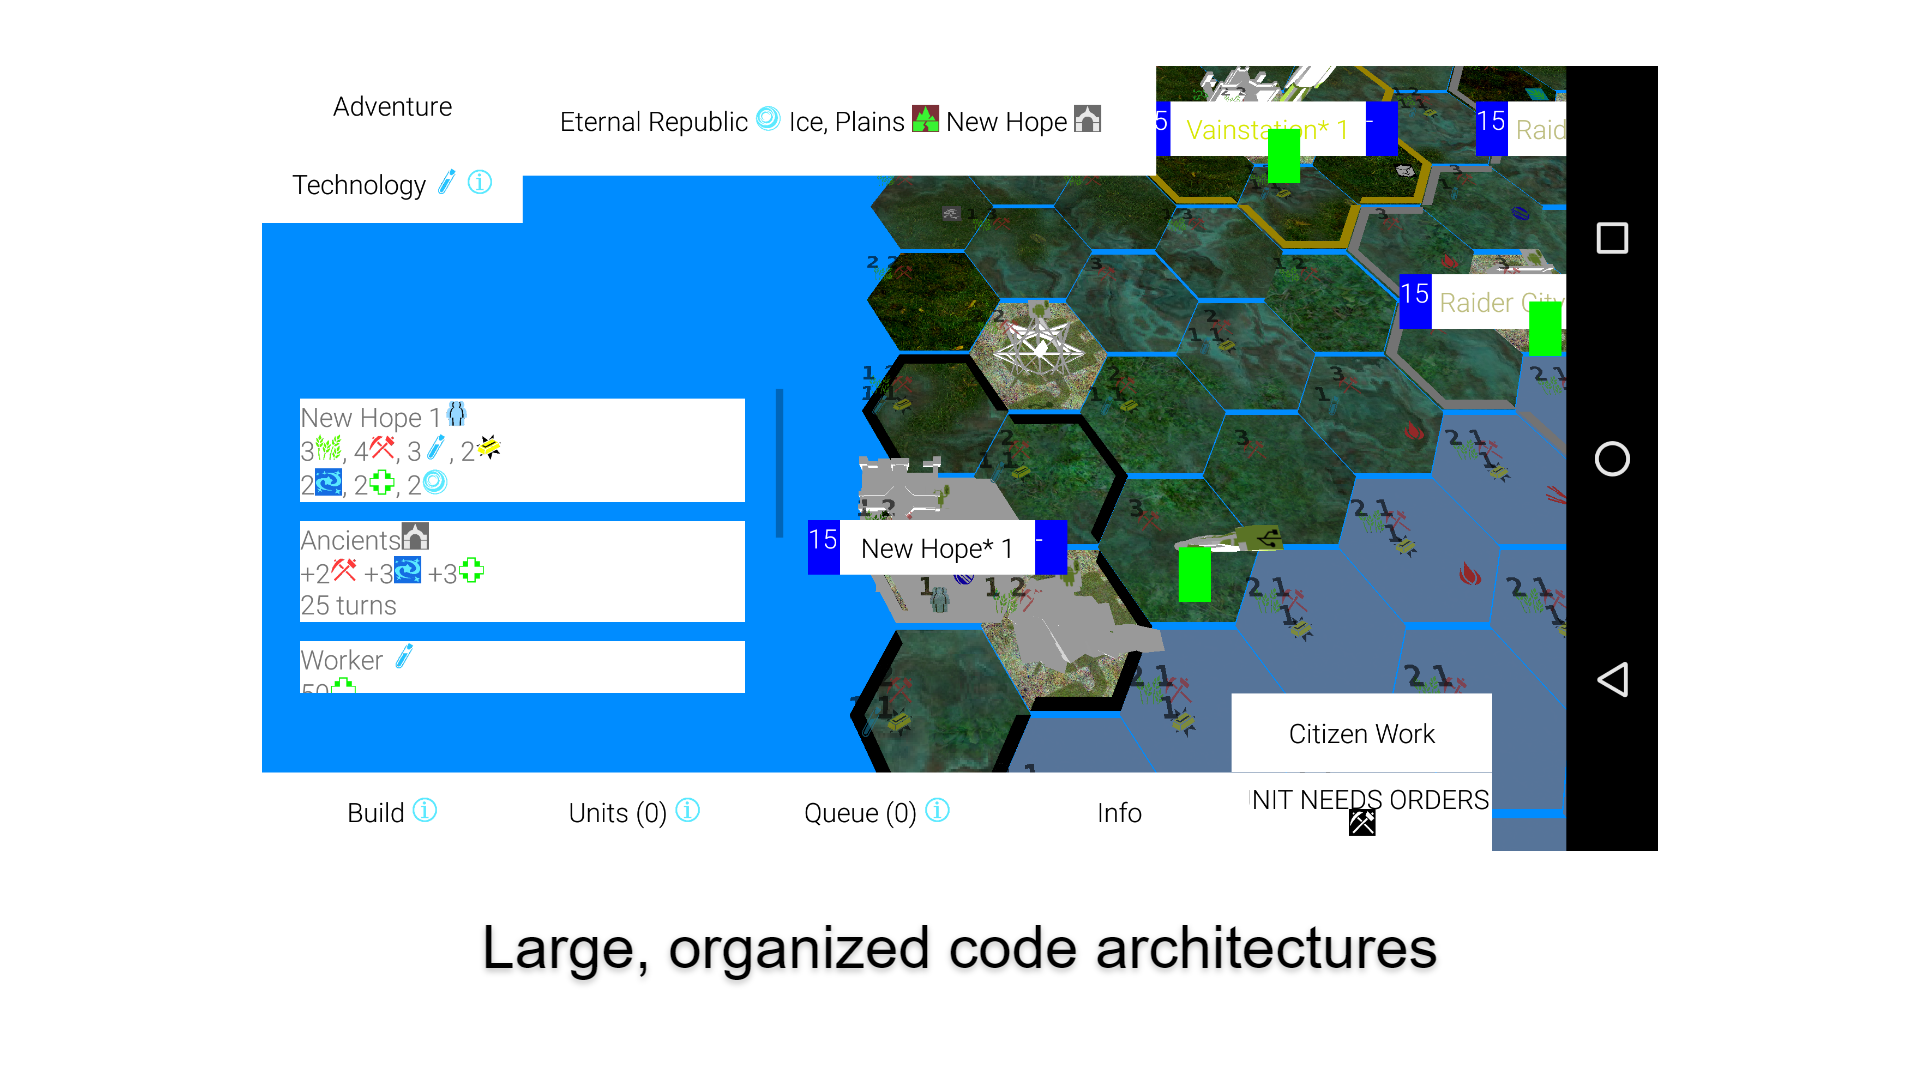 Adventure
Eternal Republic Ice, Plains New Hope
Technology
5 Vainstation* 1 -
15 Raid
15 Raider City
New Hope 1
3, 4, 3, 2
2, 2, 2
Ancients
+2 +3 +3
25 turns
Worker
50
15 New Hope* 1 -
Citizen Work
NIT NEEDS ORDERS
Build Units (0) Queue (0) Info
Large, organized code architectures